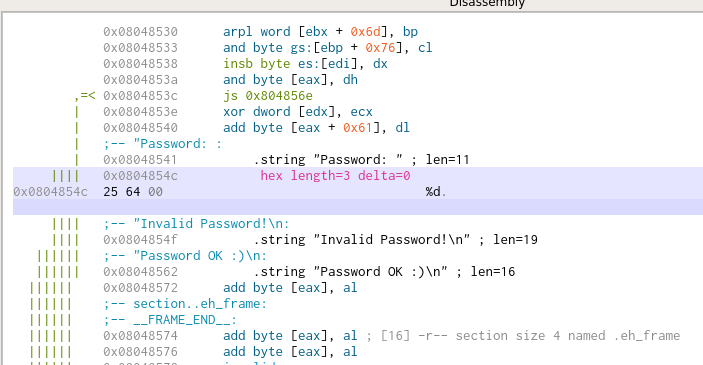 Disassembly
0x08048530 arpl word [ebx + 0x6d], bp
0x08048533 and byte gs:[ebp + 0x76], cl
0x08048538 insb byte es:[edi], dx
0x0804853a and byte [eax], dh
,=< 0x0804853c js 0x804856e
| 0x0804853e xor dword [edx], ecx
| 0x08048540 add byte [eax + 0x61], dl
| ;-- "Password: :
| 0x08048541 .string "Password: " ; len=11
|||| 0x0804854c hex length=3 delta=0
0x0804854c 25 64 00 %d.
|||| ;-- "Invalid Password!\n:
|||| 0x0804854f .string "Invalid Password!\n" ; len=19
|||||| ;-- "Password OK :)\n:
|||||| 0x08048562 .string "Password OK :)\n" ; len=16
|||||| 0x08048572 add byte [eax], al
|||||| ;-- section..eh_frame:
|||||| ;-- __FRAME_END__:
|||||| 0x08048574 add byte [eax], al ; [16] -r-- section size 4 named .eh_frame
|||||| 0x08048576 add byte [eax], al